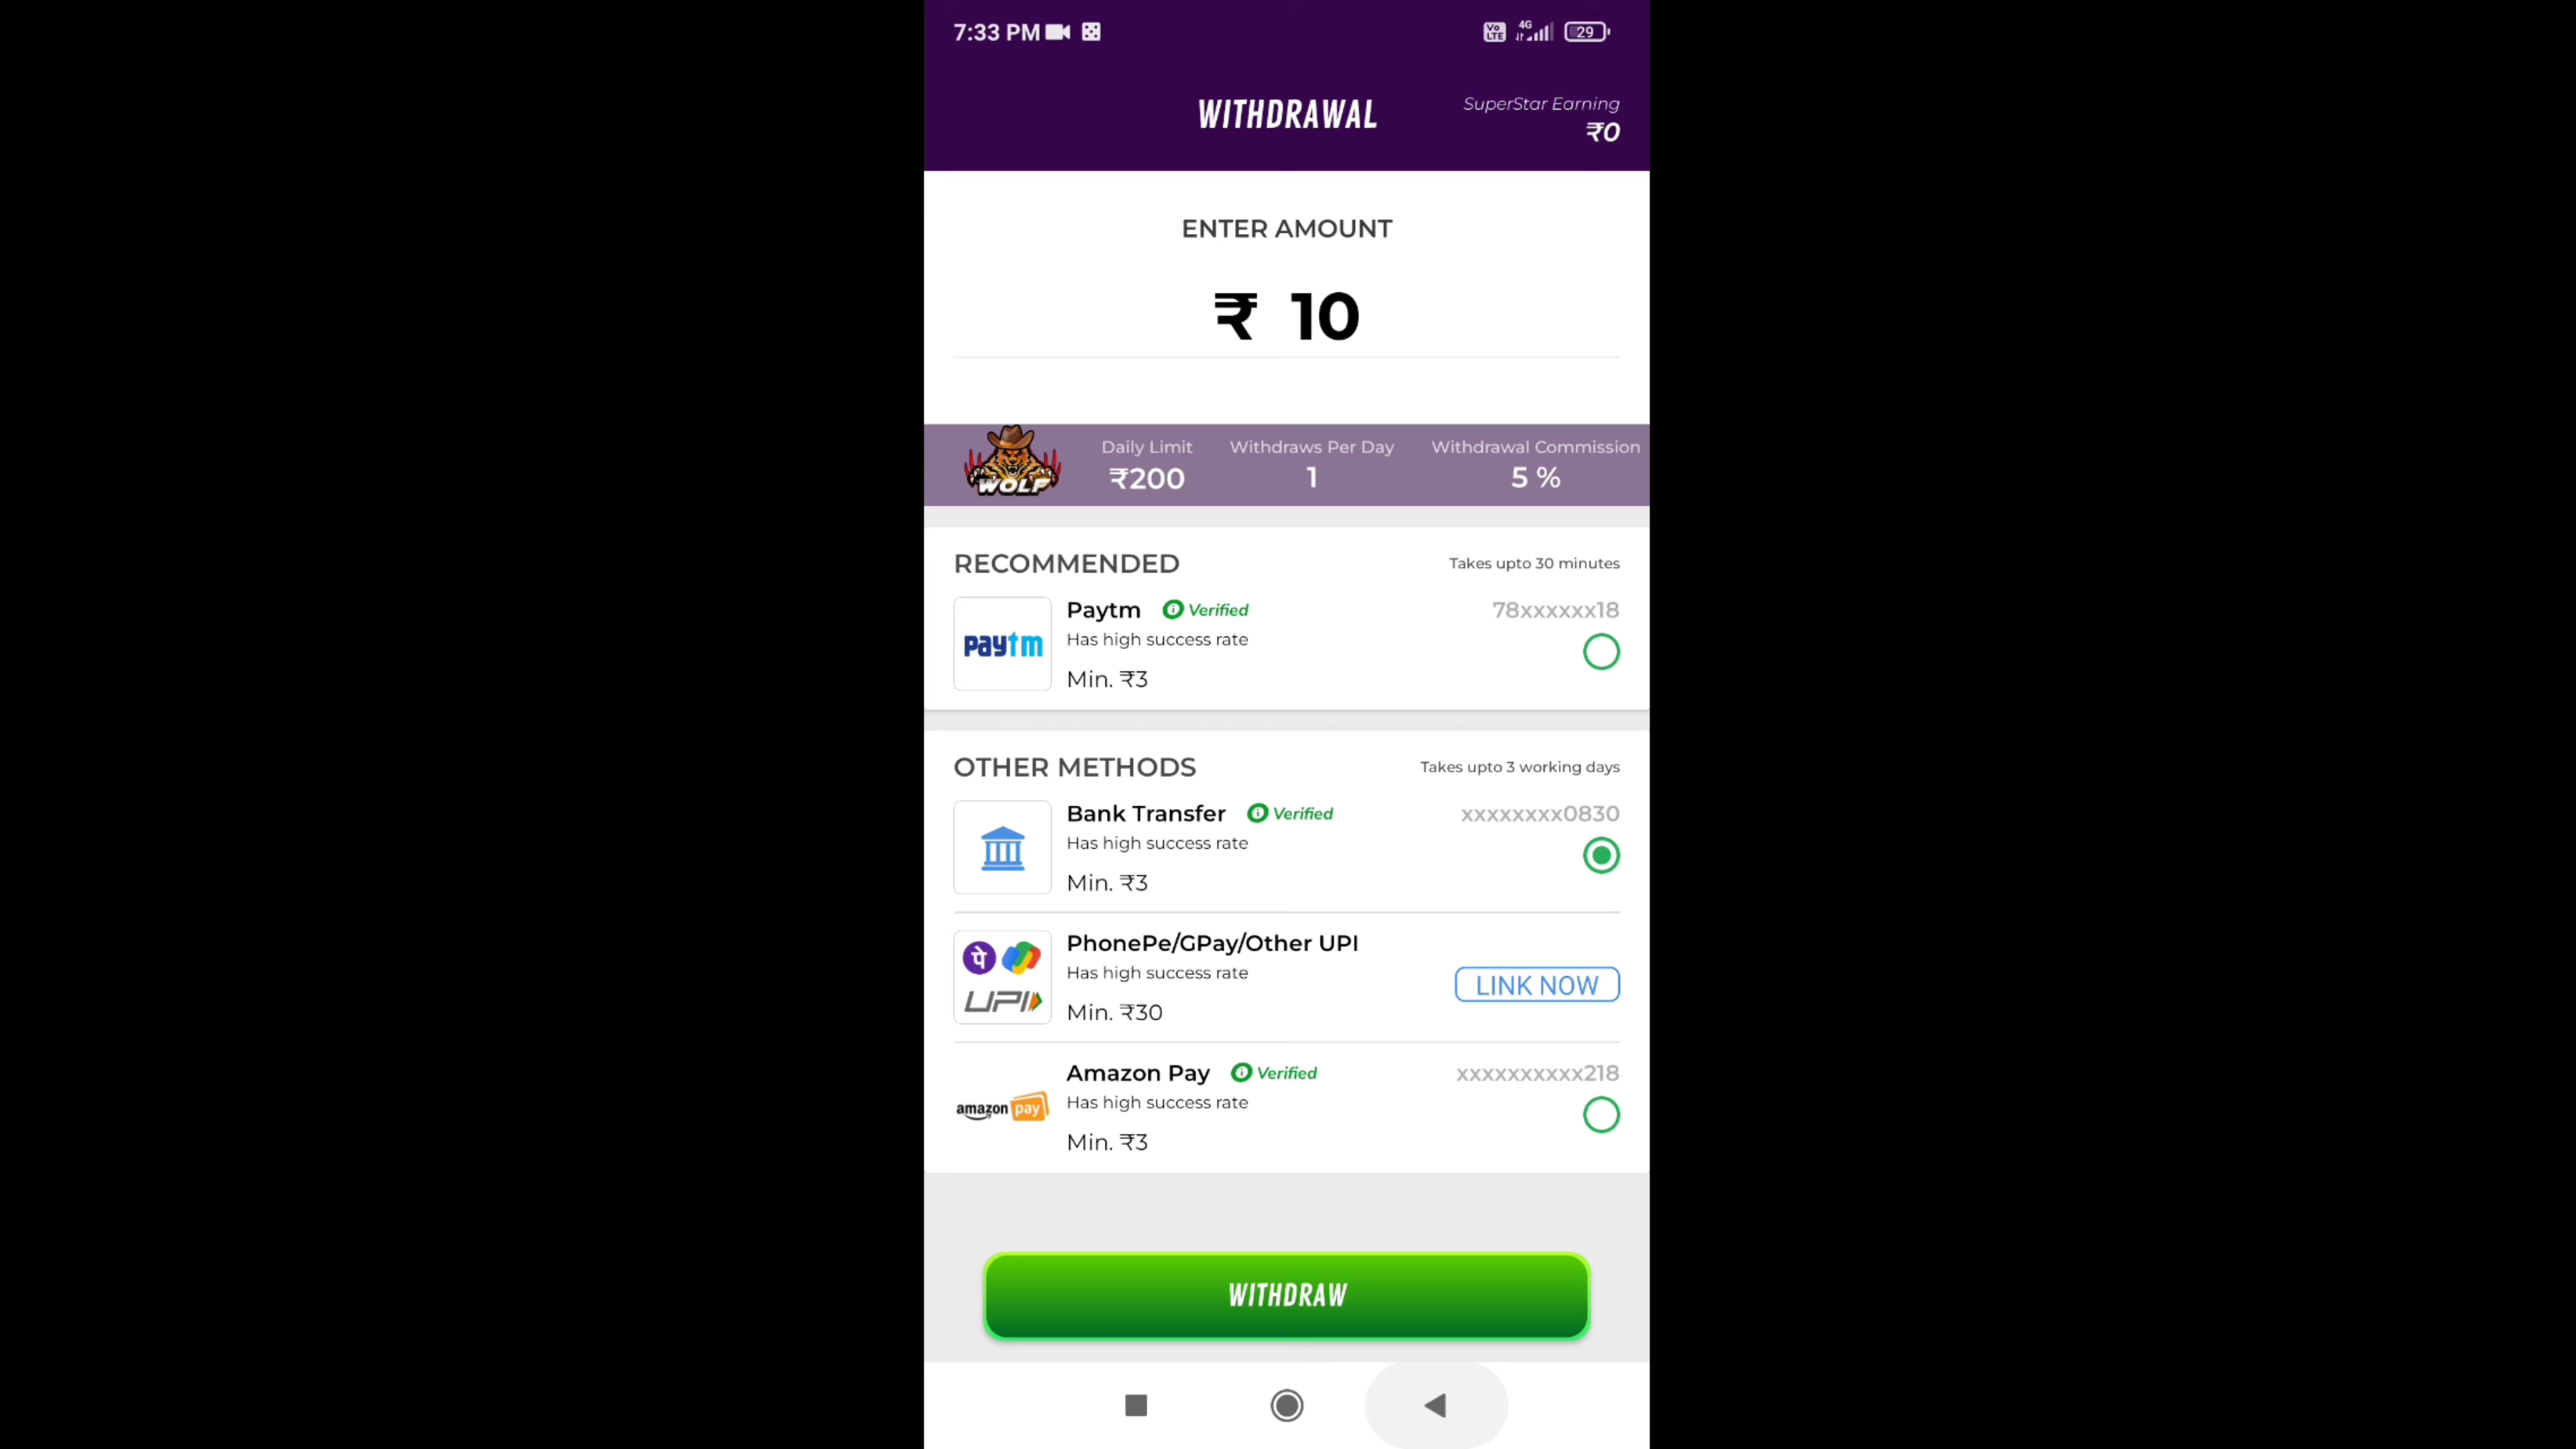 7:33 PM
Vo LTE 4G 29
WITHDRAWAL
SuperStar Earning
₹0
ENTER AMOUNT
₹ 10
WOLF
Daily Limit Withdraws Per Day Withdrawal Commission
₹200 1 5 %
RECOMMENDED Takes upto 30 minutes
paytm
Paytm Verified 78xxxxxx18
Has high success rate
Min. ₹3
OTHER METHODS Takes upto 3 working days
Bank Transfer Verified xxxxxxxx0830
Has high success rate
Min. ₹3
पे
UPI
PhonePe/GPay/Other UPI
Has high success rate
LINK NOW
Min. ₹30
Amazon Pay Verified xxxxxxxxxx218
amazon pay
Has high success rate
Min. ₹3
WITHDRAW